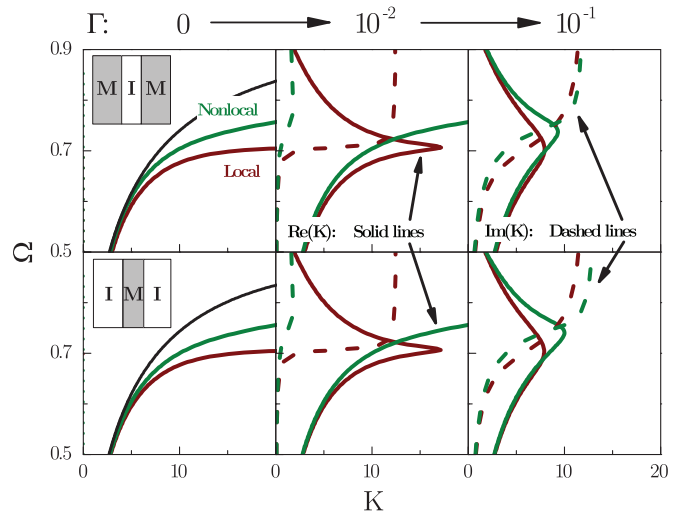 Γ: 0 10⁻² 10⁻¹
0.9
M I M
Nonlocal
0.7
Local
Re(K): Solid lines
Im(K): Dashed lines
0.5
Ω
I M I
0.7
0.5
0 10 0 10 0 10 20
K